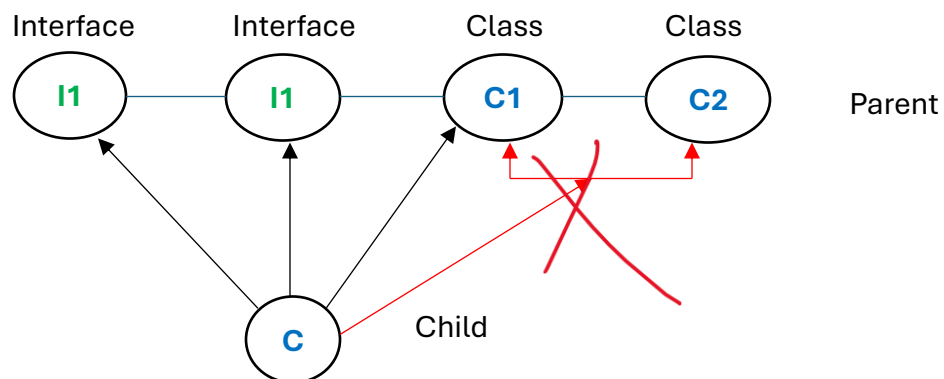 Interface
Interface
Class
Class
I1
I1
C1
C2
Parent
C
Child